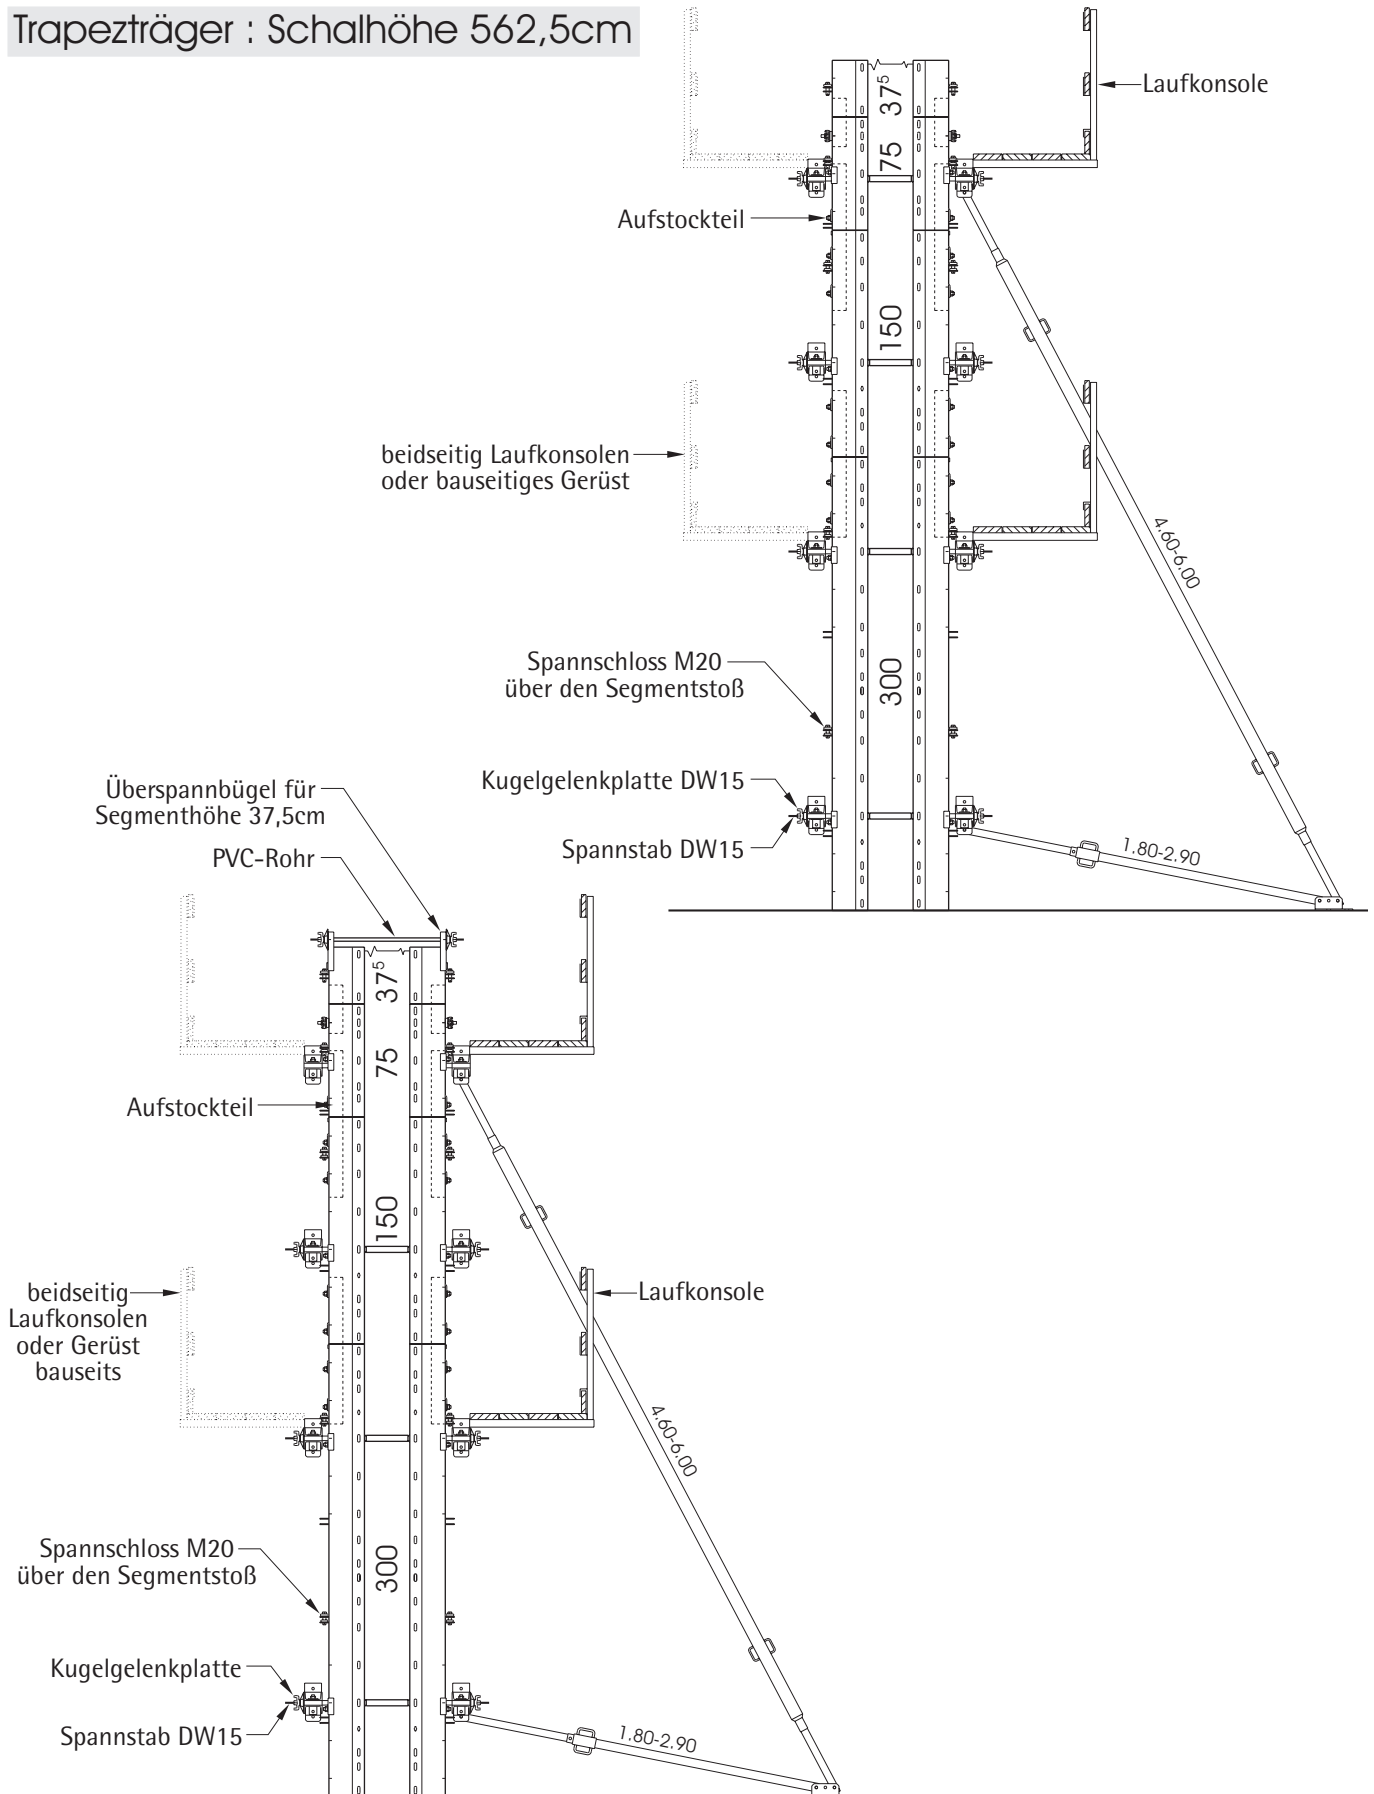 Trapezträger : Schalhöhe 562,5cm
Laufkonsole
37⁵
75
Aufstockteil
150
beidseitig Laufkonsolen
oder bauseitiges Gerüst
4.60-6.00
Spannschloss M20
über den Segmentstoß
300
Kugelgelenkplatte DW15
Spannstab DW15
1.80-2.90
Überspannbügel für
Segmenthöhe 37,5cm
PVC-Rohr
37⁵
75
Aufstockteil
150
beidseitig
Laufkonsolen
oder Gerüst
bauseits
Laufkonsole
4.60-6.00
Spannschloss M20
über den Segmentstoß
300
Kugelgelenkplatte
Spannstab DW15
1.80-2.90